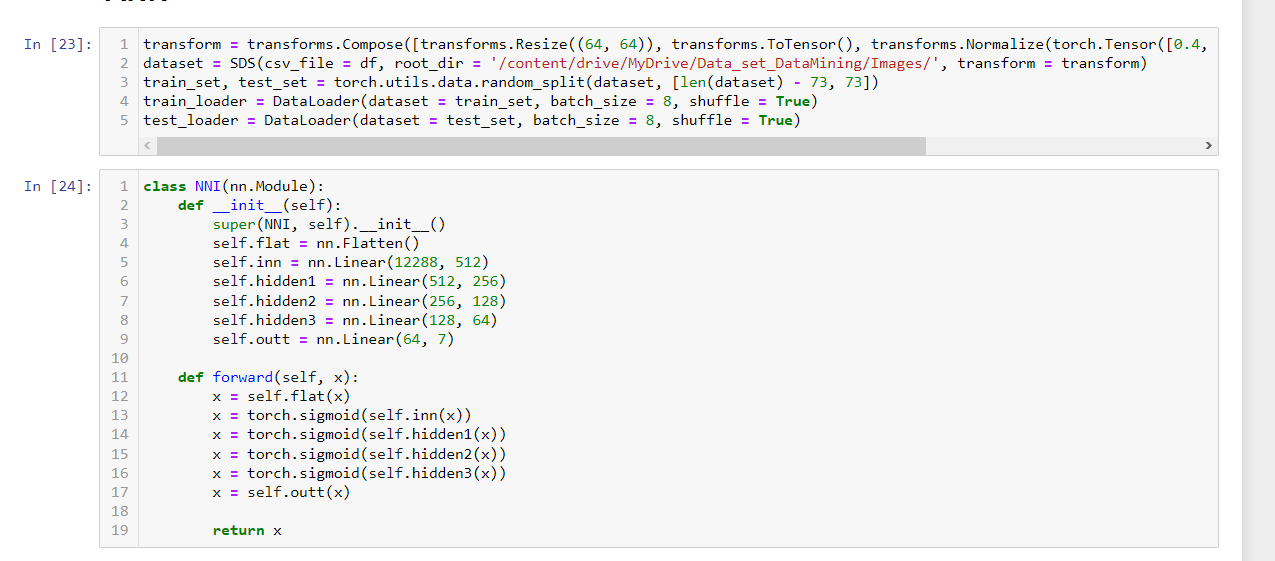 In [23]:
1 transform = transforms.Compose([transforms.Resize((64, 64)), transforms.ToTensor(), transforms.Normalize(torch.Tensor([0.4,
2 dataset = SDS(csv_file = df, root_dir = '/content/drive/MyDrive/Data_set_DataMining/Images/', transform = transform)
3 train_set, test_set = torch.utils.data.random_split(dataset, [len(dataset) - 73, 73])
4 train_loader = DataLoader(dataset = train_set, batch_size = 8, shuffle = True)
5 test_loader = DataLoader(dataset = test_set, batch_size = 8, shuffle = True)
In [24]:
1 class NNI(nn.Module):
2     def __init__(self):
3         super(NNI, self).__init__()
4         self.flat = nn.Flatten()
5         self.inn = nn.Linear(12288, 512)
6         self.hidden1 = nn.Linear(512, 256)
7         self.hidden2 = nn.Linear(256, 128)
8         self.hidden3 = nn.Linear(128, 64)
9         self.outt = nn.Linear(64, 7)
10
11     def forward(self, x):
12         x = self.flat(x)
13         x = torch.sigmoid(self.inn(x))
14         x = torch.sigmoid(self.hidden1(x))
15         x = torch.sigmoid(self.hidden2(x))
16         x = torch.sigmoid(self.hidden3(x))
17         x = self.outt(x)
18
19         return x